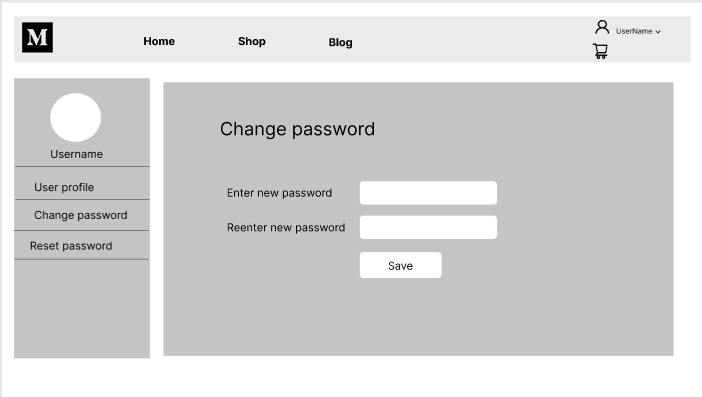 M
Home Shop Blog UserName
Username
User profile
Change password
Reset password
Change password
Enter new password
Reenter new password
Save